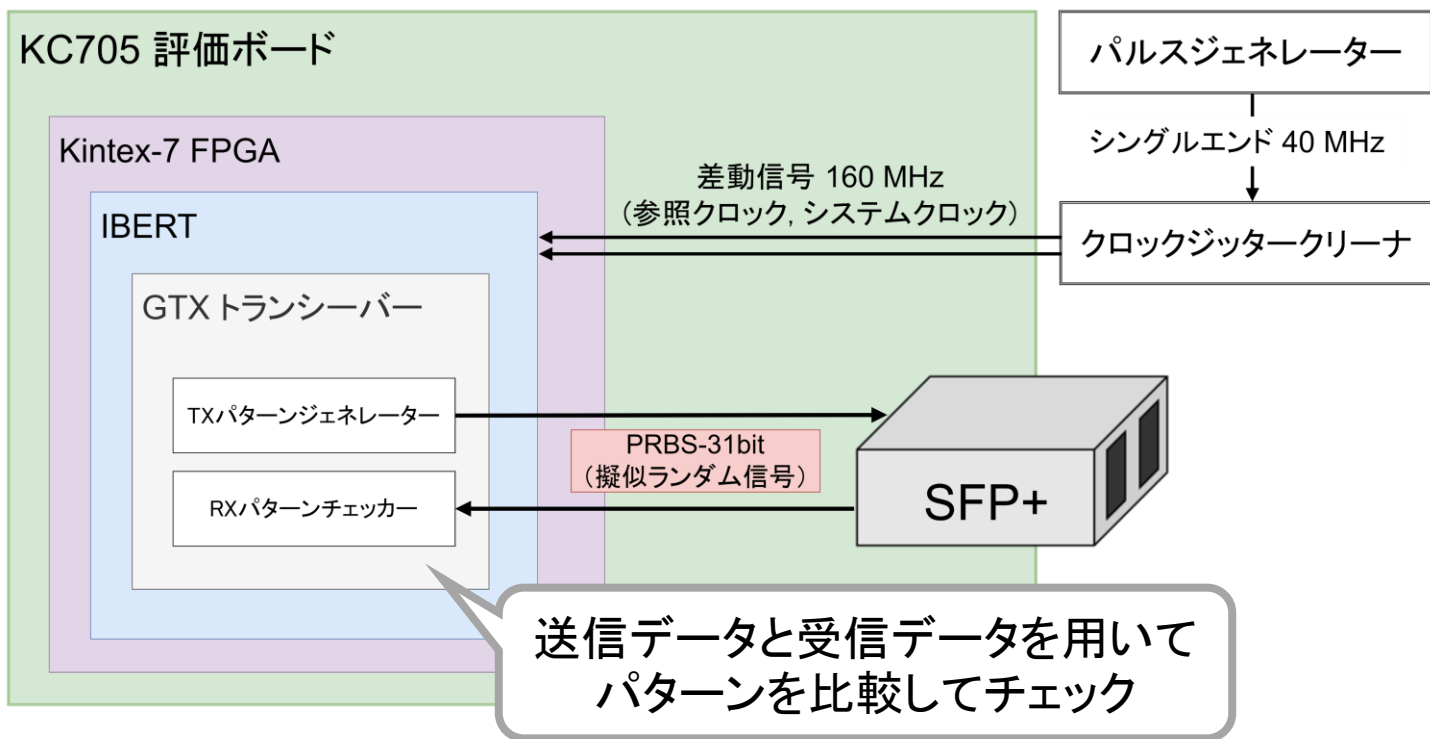 KC705 評価ボード
パルスジェネレーター
Kintex-7 FPGA
シングルエンド 40 MHz
差動信号 160 MHz
（参照クロック, システムクロック）
IBERT
クロックジッタークリーナ
GTX トランシーバー
TXパターンジェネレーター
PRBS-31bit
（擬似ランダム信号）
RXパターンチェッカー
SFP+
送信データと受信データを用いて
パターンを比較してチェック